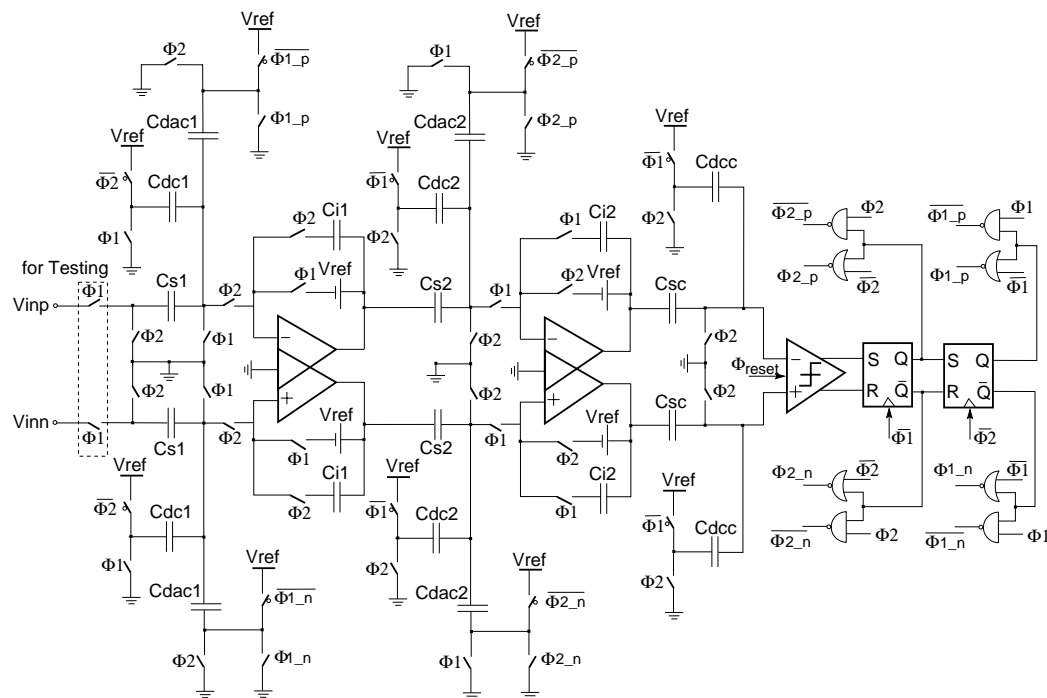 Vref
Vref
Φ2
Φ1_p
Φ1
Φ2_p
Vref
Vref
Cdac1
Φ1_p
Cdac2
Φ2_p
Vref
Φ2
Cdc1
Φ1
Cdc2
Φ1
Cdcc
Φ2_p
Φ2
Φ1_p
Φ1
Φ1
Φ2
Φ2
Ci1
Φ1
Ci2
Φ2
Φ2_p
Φ2
Φ1_p
Φ1
for Testing
Φ1
Vref
Φ2
Vref
Vinp
Φ1
Cs1
Φ2
Cs2
Φ1
Csc
Φ2
Φ1
Φ2
Φ2
S Q
S Q
Φreset
Φ2
Φ1
Φ2
Φ2
R Q
R Q
Vinn
Φ1
Cs1
Φ2
Vref
Cs2
Φ1
Vref
Csc
Φ1
Φ2
Φ1
Φ2
Vref
Ci1
Vref
Ci2
Vref
Φ2_n
Φ2
Φ1_n
Φ1
Φ2
Cdc1
Φ2
Φ1
Cdc2
Φ1
Φ1
Cdcc
Φ2_n
Φ2
Φ1_n
Φ1
Φ1
Φ2
Φ2
Cdac1
Vref
Cdac2
Vref
Φ1_n
Φ2_n
Φ2
Φ1_n
Φ1
Φ2_n